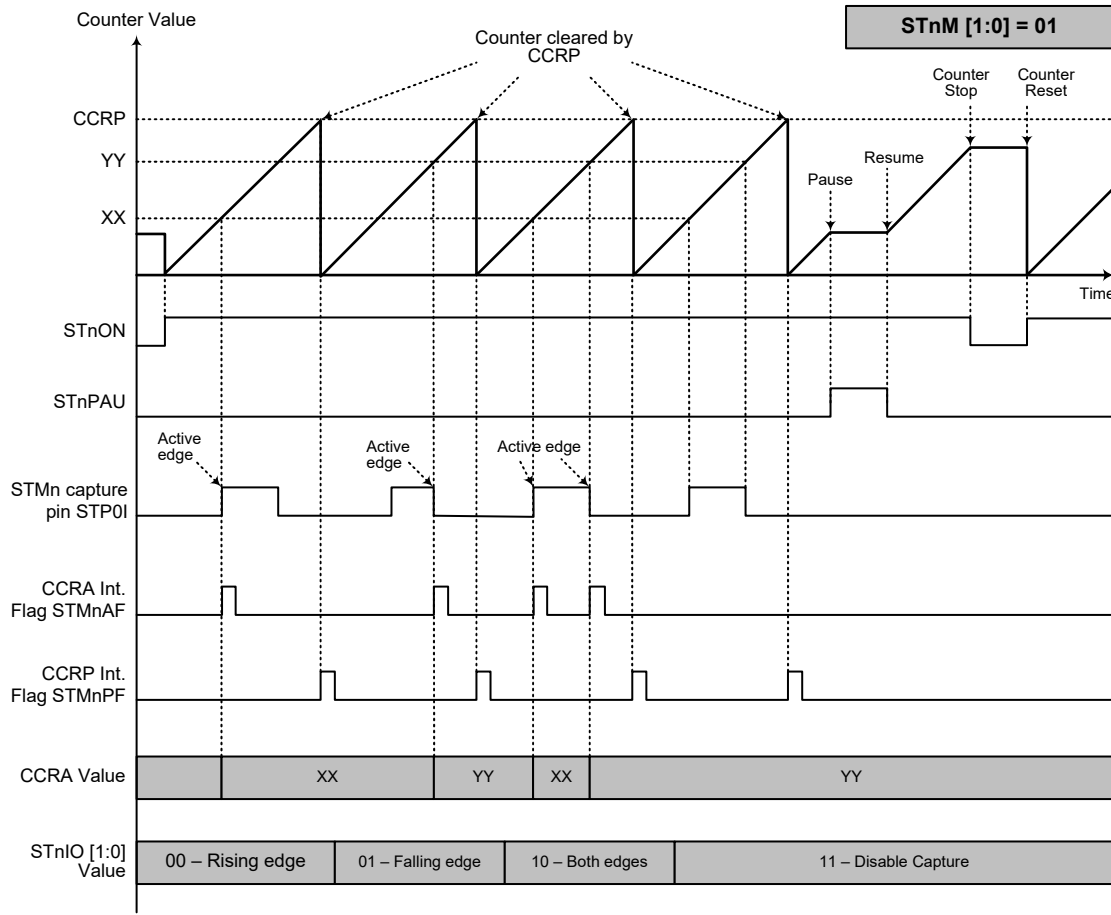 Counter Value
STnM [1:0] = 01
Counter cleared by
CCRP
Counter
Stop
Counter
Reset
CCRP
YY
Resume
Pause
XX
Time
STnON
STnPAU
Active
edge
Active
edge
Active edge
STMn capture
pin STP0I
CCRA Int.
Flag STMnAF
CCRP Int.
Flag STMnPF
CCRA Value
XX
YY
XX
YY
STnIO [1:0]
Value
00 – Rising edge
01 – Falling edge
10 – Both edges
11 – Disable Capture